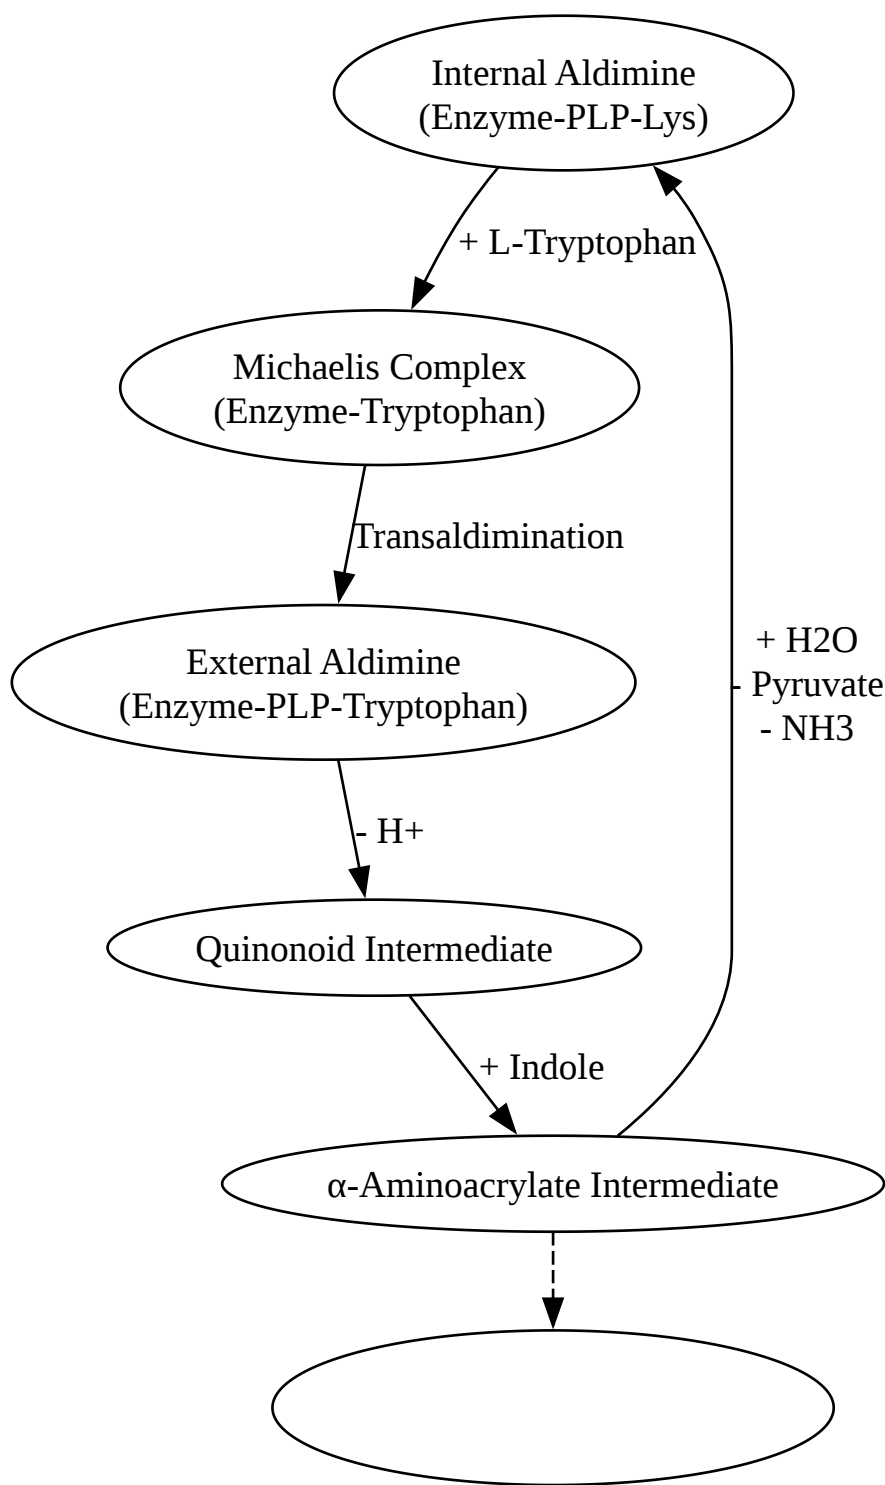 Internal Aldimine
(Enzyme-PLP-Lys)
+ L-Tryptophan
Michaelis Complex
(Enzyme-Tryptophan)
Transaldimination
External Aldimine
(Enzyme-PLP-Tryptophan)
+ H2O
- Pyruvate
- NH3
- H+
Quinonoid Intermediate
+ Indole
α-Aminoacrylate Intermediate